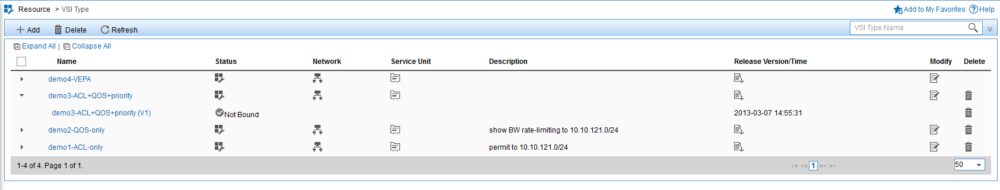 Resource > VSI Type Add to My Favorites Help
Add Delete Refresh VSI Type Name
Expand All | Collapse All
Name Status Network Service Unit Description Release Version/Time Modify Delete
demo4-VEPA
demo3-ACL+QOS+priority
demo3-ACL+QOS+priority (V1) Not Bound 2013-03-07 14:55:31
demo2-QOS-only show BW rate-limiting to 10.10.121.0/24
demo1-ACL-only permit to 10.10.121.0/24
1-4 of 4. Page 1 of 1. 1 50